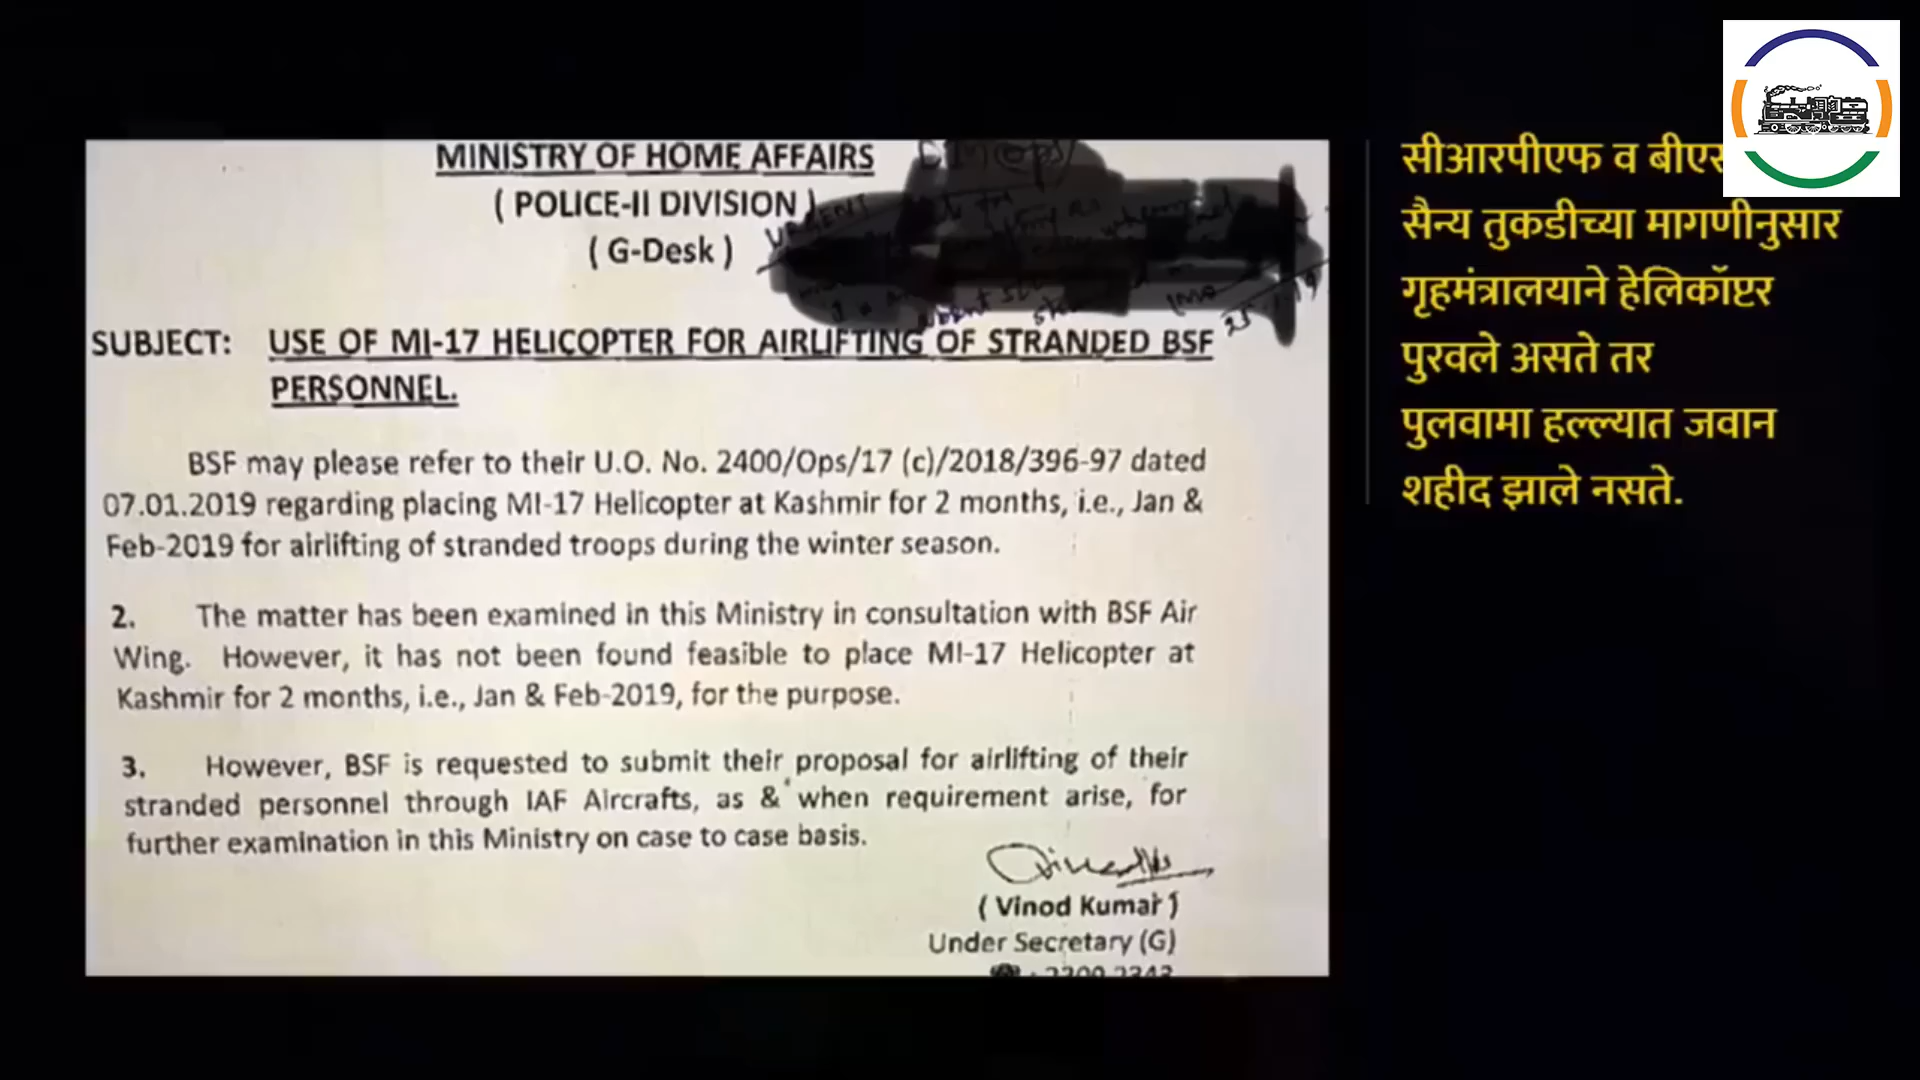 MINISTRY OF HOME AFFAIRS
( POLICE-II DIVISION )
( G-Desk )
SUBJECT: USE OF MI-17 HELICOPTER FOR AIRLIFTING OF STRANDED BSF
PERSONNEL.
BSF may please refer to their U.O. No. 2400/Ops/17 (c)/2018/396-97 dated
07.01.2019 regarding placing MI-17 Helicopter at Kashmir for 2 months, i.e., Jan &
Feb-2019 for airlifting of stranded troops during the winter season.
2. The matter has been examined in this Ministry in consultation with BSF Air
Wing. However, it has not been found feasible to place MI-17 Helicopter at
Kashmir for 2 months, i.e., Jan & Feb-2019, for the purpose.
3. However, BSF is requested to submit their proposal for airlifting of their
stranded personnel through IAF Aircrafts, as & when requirement arise, for
further examination in this Ministry on case to case basis.
( Vinod Kumar )
Under Secretary (G)
सीआरपीएफ व
सैन्य तुकडीच्या मागणीनुसार
गृहमंत्रालयाने हेलिकॉप्टर
पुरवले असते तर
पुलवामा हल्ल्यात जवान
शहीद झाले नसते.